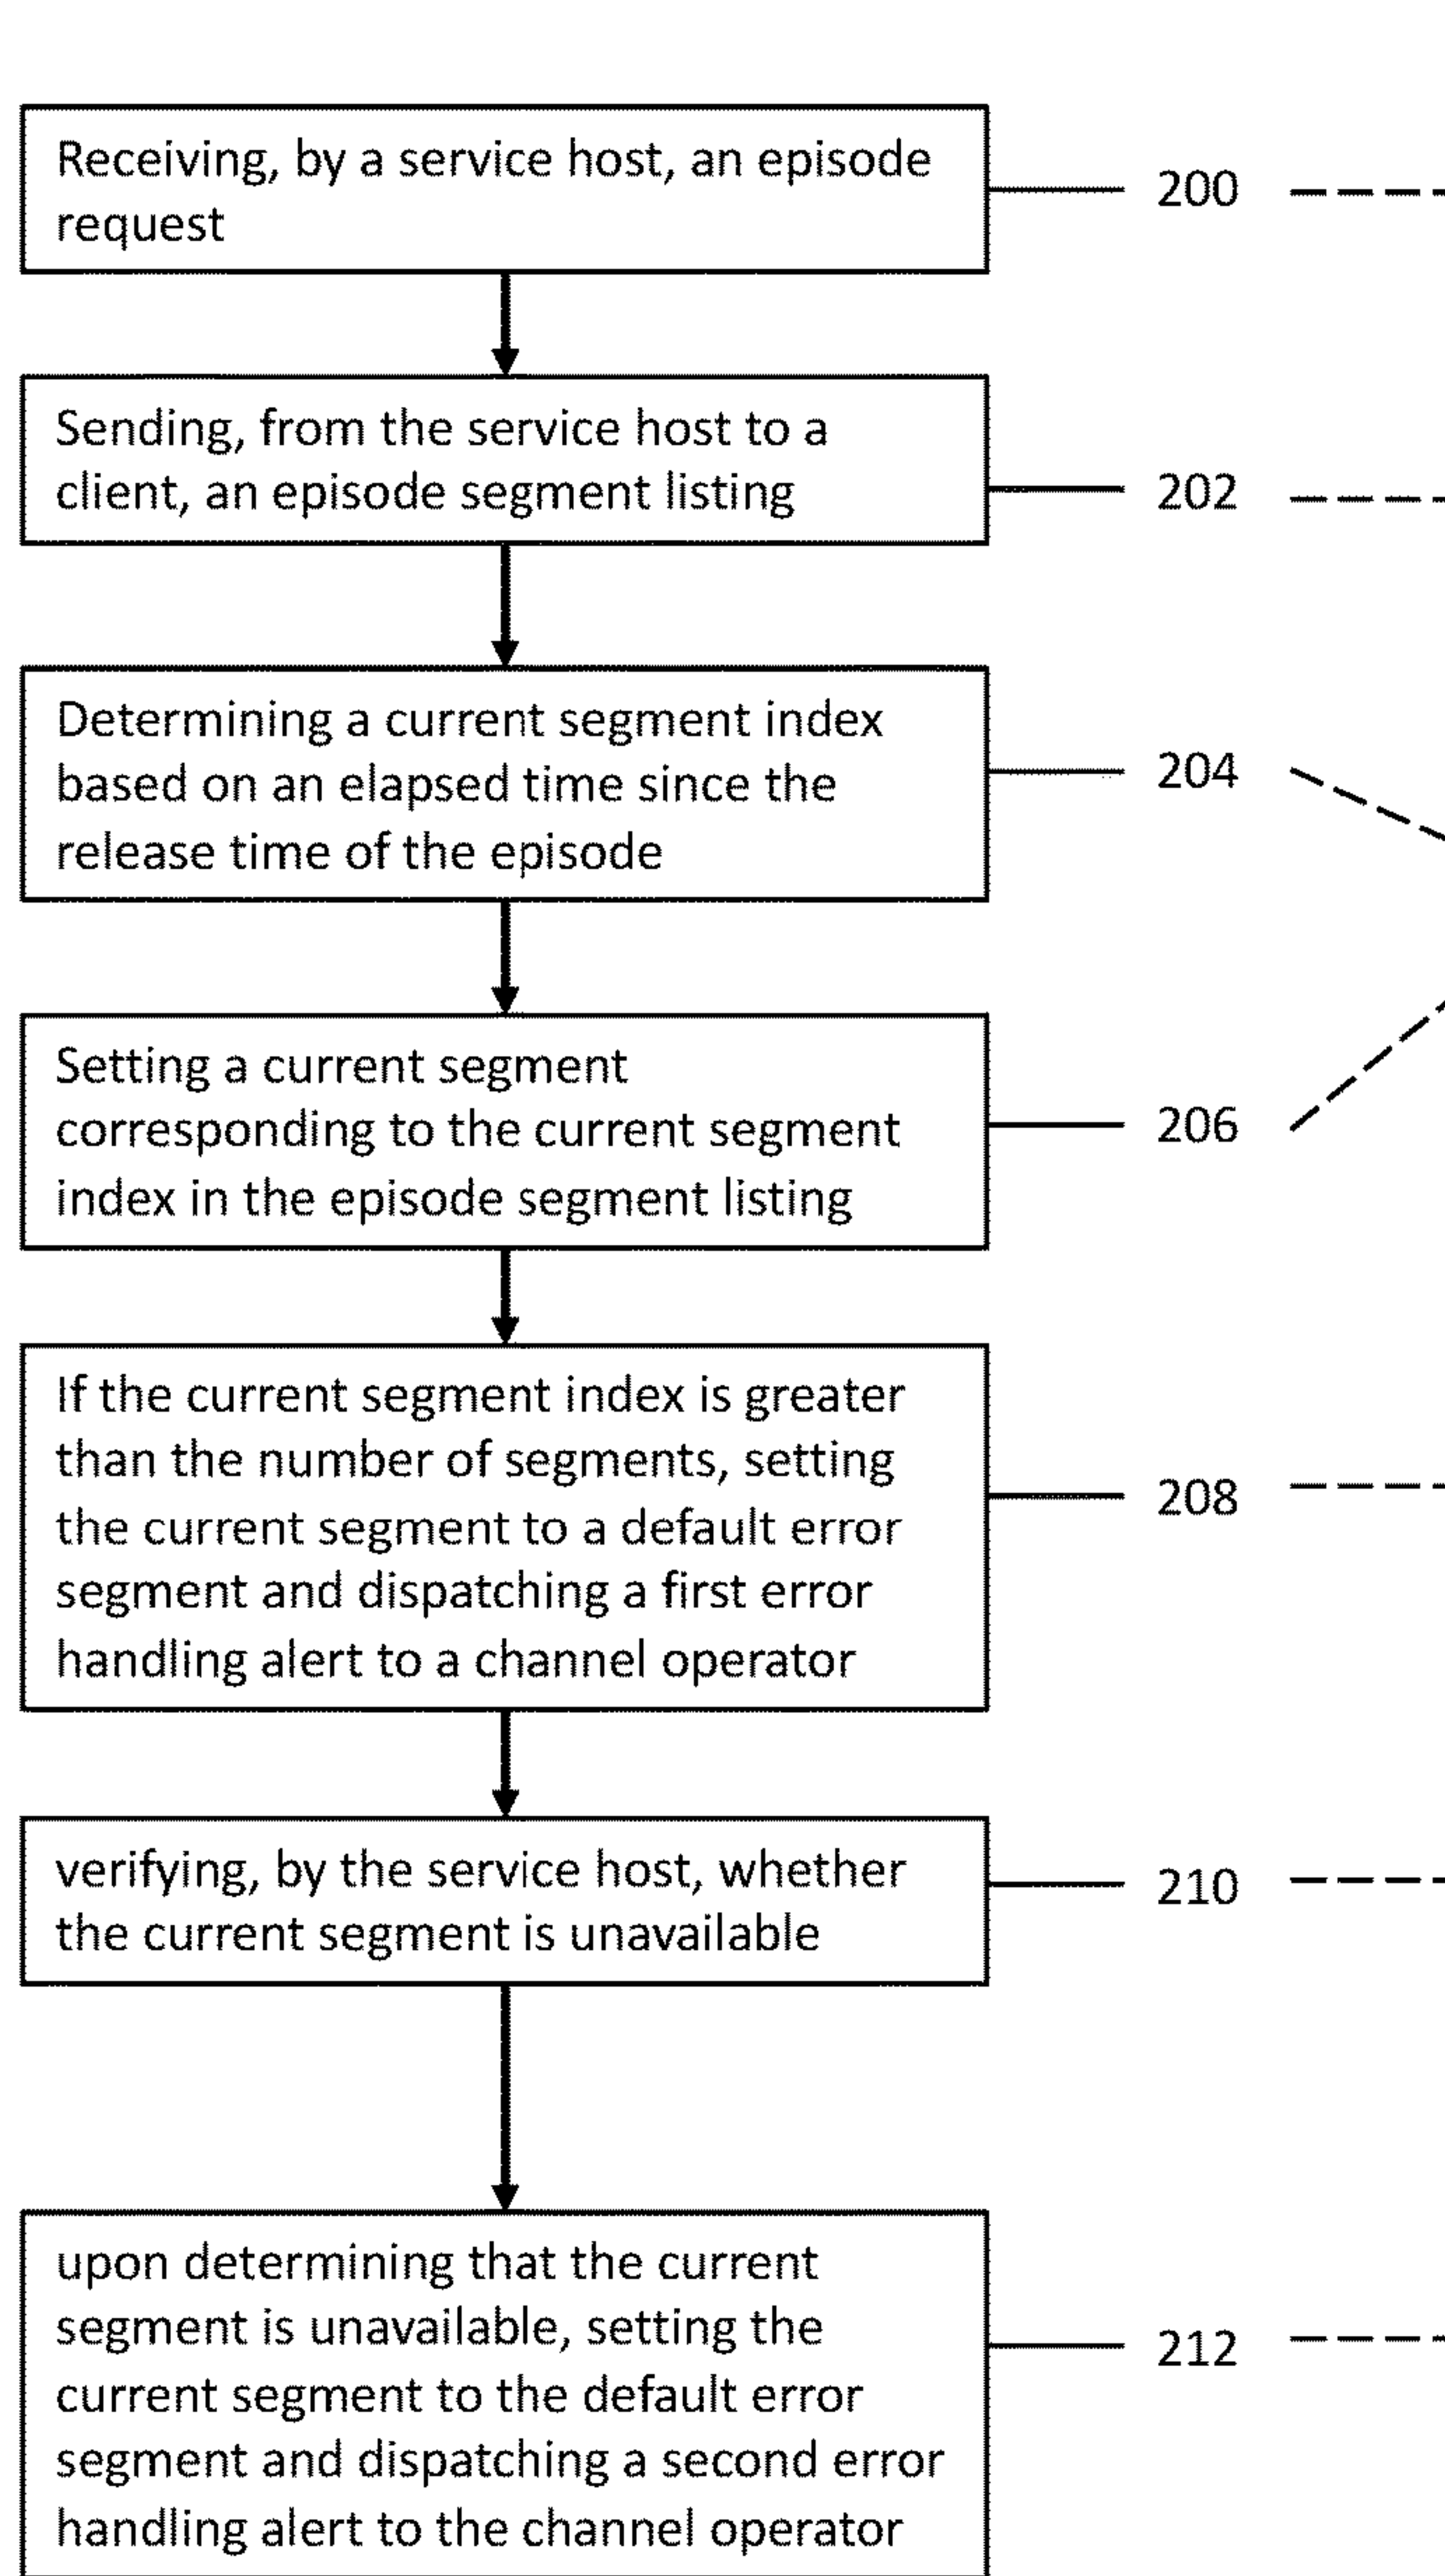 Receiving, by a service host, an episode
request
200
Sending, from the service host to a
client, an episode segment listing
202
Determining a current segment index
based on an elapsed time since the
release time of the episode
204
Setting a current segment
corresponding to the current segment
index in the episode segment listing
206
If the current segment index is greater
than the number of segments, setting
the current segment to a default error
segment and dispatching a first error
handling alert to a channel operator
208
verifying, by the service host, whether
the current segment is unavailable
210
upon determining that the current
segment is unavailable, setting the
current segment to the default error
segment and dispatching a second error
handling alert to the channel operator
212